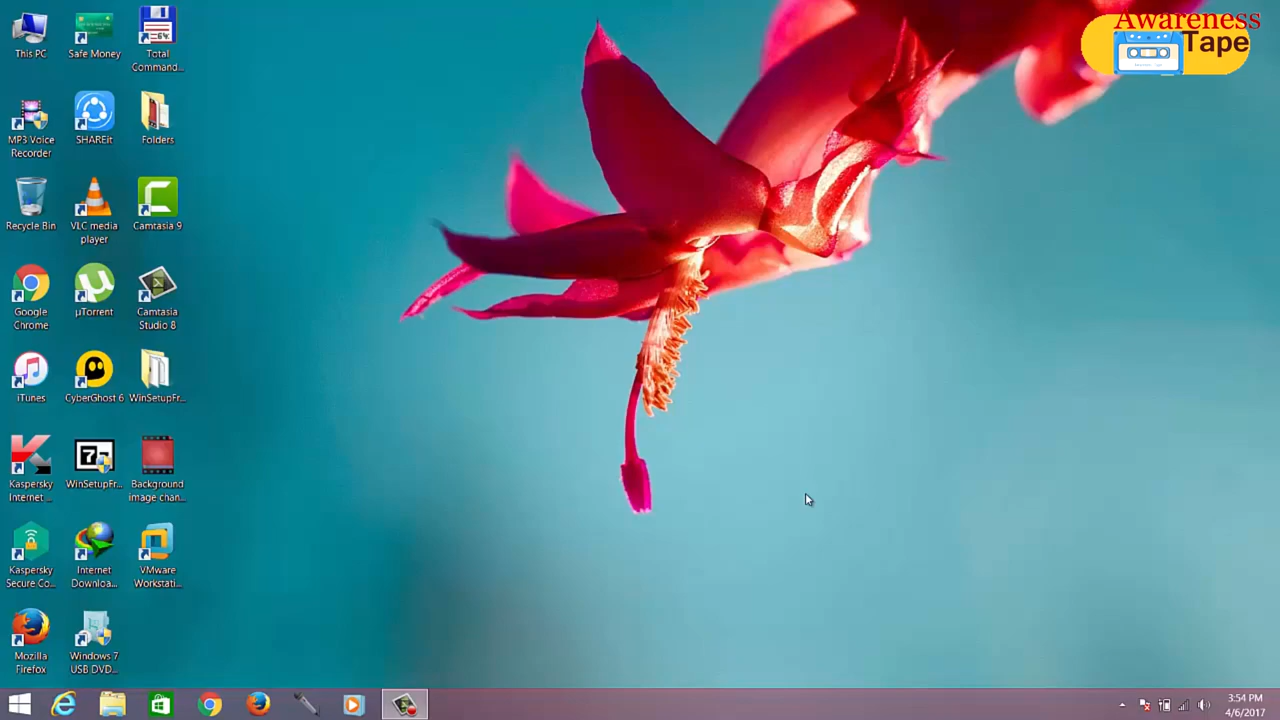 Awareness
Tape
This PC
Safe Money
Total
Command...
MP3 Voice
Recorder
SHAREit
Folders
Recycle Bin
VLC media
player
Camtasia 9
Google
Chrome
µTorrent
Camtasia
Studio 8
iTunes
CyberGhost 6
WinSetupFr...
Kaspersky
Internet ...
WinSetupFr...
Background
image chan...
Kaspersky
Secure Co...
Internet
Downloa...
VMware
Workstati...
Mozilla
Firefox
Windows 7
USB DVD...
3:54 PM
4/6/2017